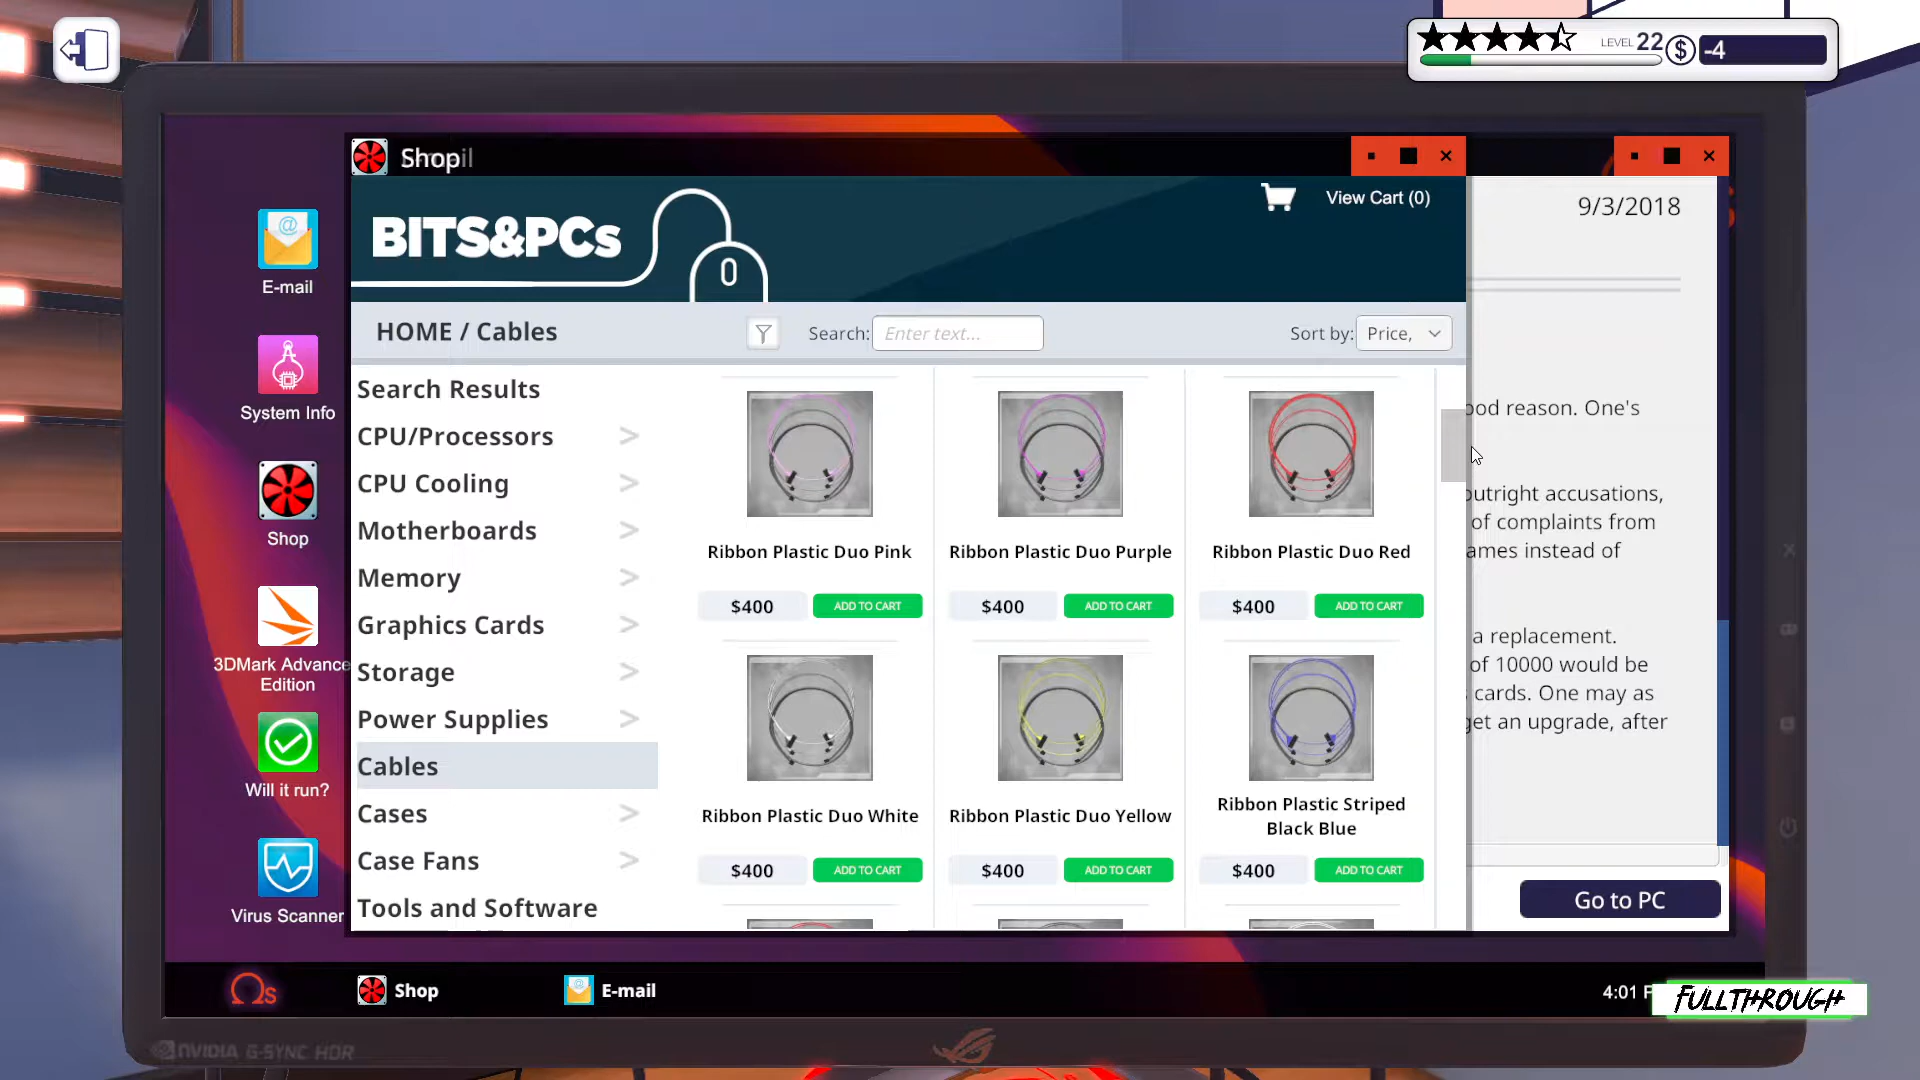 LEVEL 22 $ -4
Shop
BITS&PCs
View Cart (0)
9/3/2018
HOME / Cables
Search:
Enter text...
Sort by:
Price,
Search Results
CPU/Processors >
CPU Cooling >
Motherboards >
Memory >
Graphics Cards >
Storage >
Power Supplies >
Cables
Cases >
Case Fans >
Tools and Software
Ribbon Plastic Duo Pink
$400 ADD TO CART
Ribbon Plastic Duo Purple
$400 ADD TO CART
Ribbon Plastic Duo Red
$400 ADD TO CART
Ribbon Plastic Duo White
$400 ADD TO CART
Ribbon Plastic Duo Yellow
$400 ADD TO CART
Ribbon Plastic Striped
Black Blue
$400 ADD TO CART
reason. One's
outright accusations,
of complaints from
instead of
a replacement.
of 10000 would be
cards. One may as
get an upgrade, after
Go to PC
E-mail
System Info
Shop
3DMark Advance
Edition
Will it run?
Virus Scanner
Ωs
Shop
E-mail
4:01
FULLTHROUGH
NVIDIA G-SYNC HDR